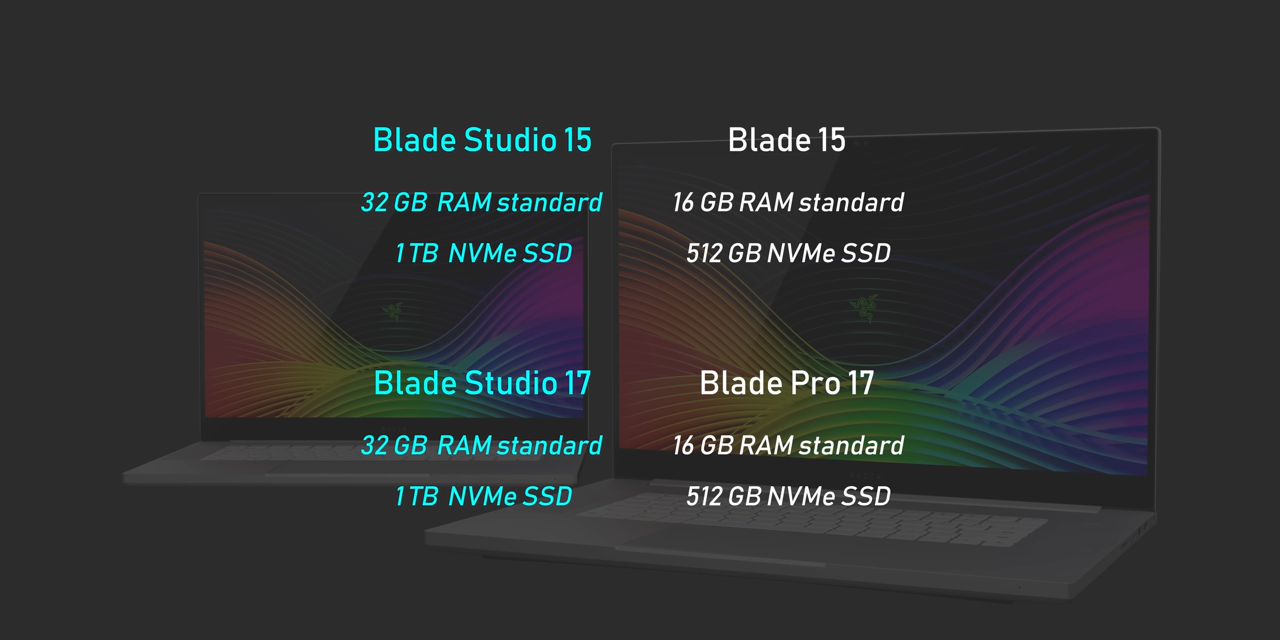 Blade Studio 15
32 GB RAM standard
1 TB NVMe SSD
Blade 15
16 GB RAM standard
512 GB NVMe SSD
Blade Studio 17
32 GB RAM standard
1 TB NVMe SSD
Blade Pro 17
16 GB RAM standard
512 GB NVMe SSD